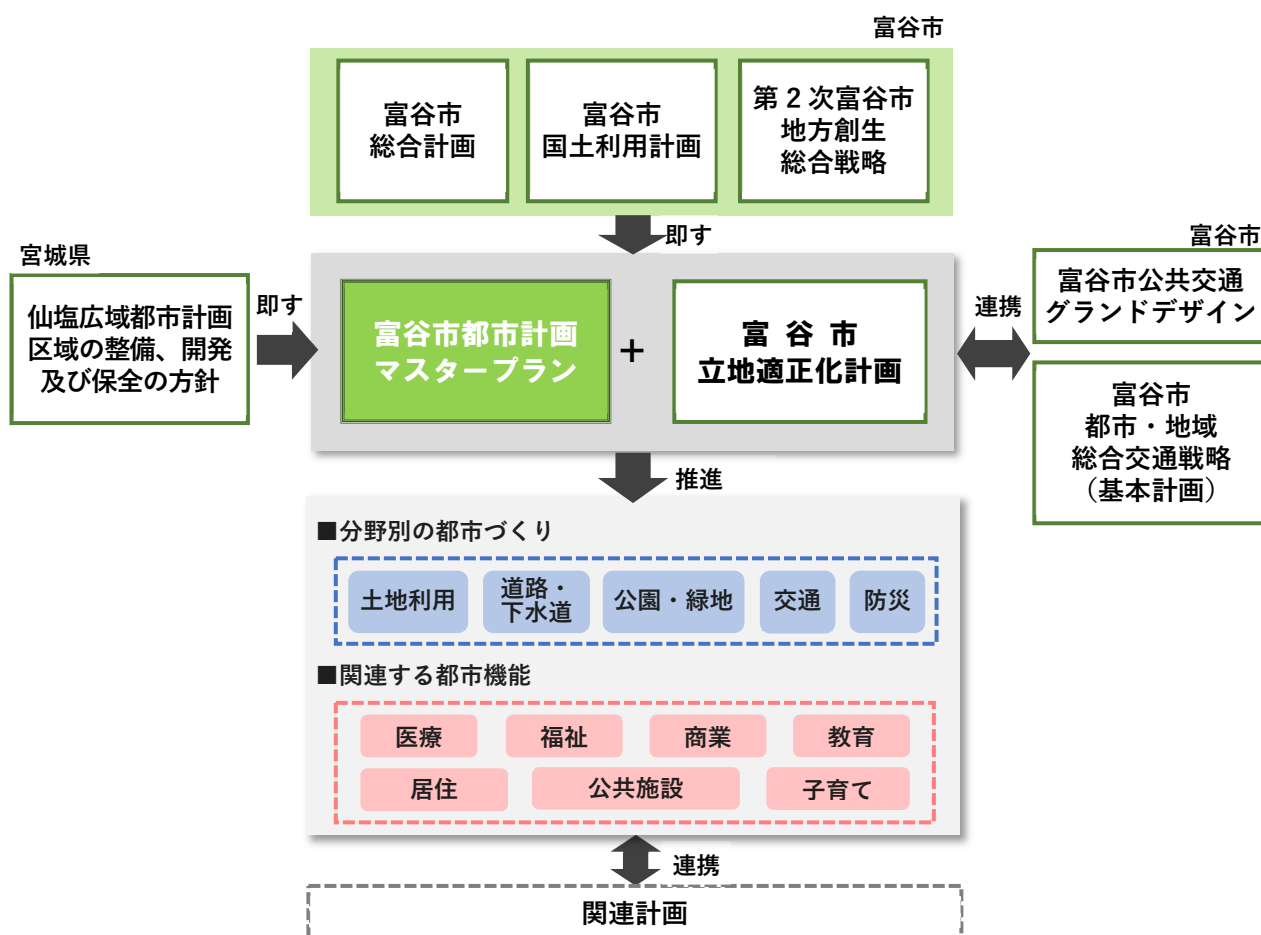 富谷市
富谷市
総合計画
富谷市
国土利用計画
第2次富谷市
地方創生
総合戦略
即す
宮城県
仙塩広域都市計画
区域の整備、開発
及び保全の方針
即す
富谷市都市計画
マスタープラン
+
富谷市
立地適正化計画
連携
富谷市
富谷市公共交通
グランドデザイン
富谷市
都市・地域
総合交通戦略
（基本計画）
推進
■分野別の都市づくり
土地利用
道路・
下水道
公園・緑地
交通
防災
■関連する都市機能
医療
福祉
商業
教育
居住
公共施設
子育て
連携
関連計画